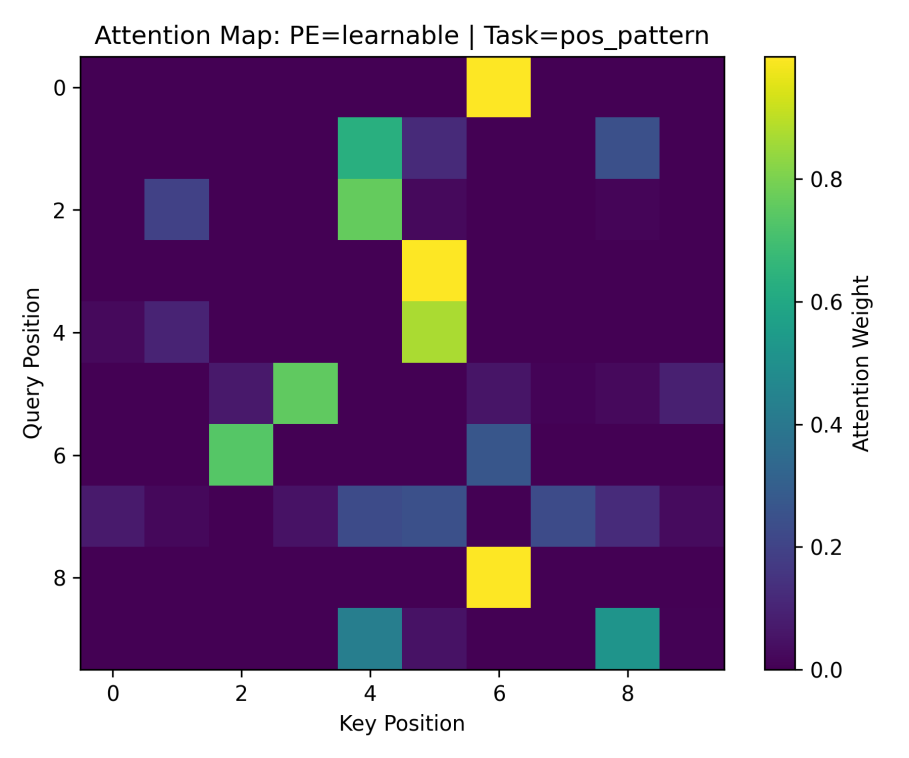 Attention Map: PE=learnable | Task=pos_pattern
Query Position
0
2
4
6
8
0 2 4 6 8
Key Position
0.8
0.6
0.4
0.2
0.0
Attention Weight